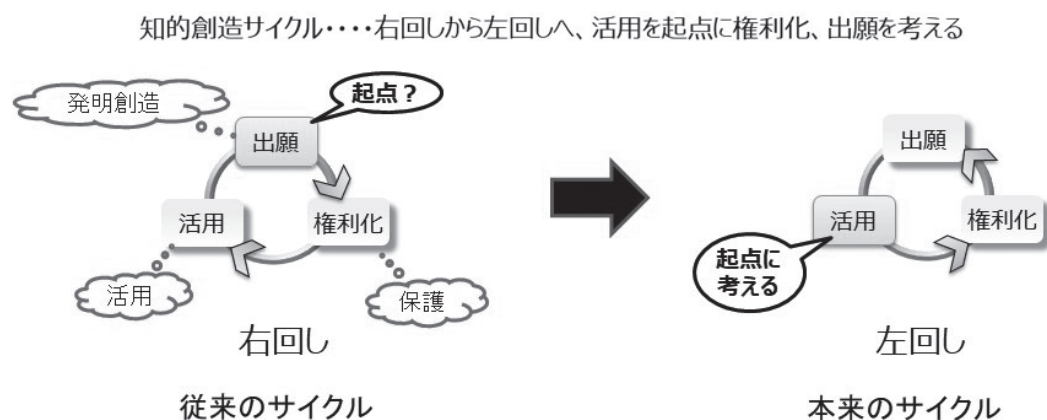 知的創造サイクル････右回しから左回しへ、活用を起点に権利化、出願を考える
発明創造
起点？
出願
活用
権利化
活用
保護
右回し
従来のサイクル
出願
活用
権利化
起点に
考える
左回し
本来のサイクル